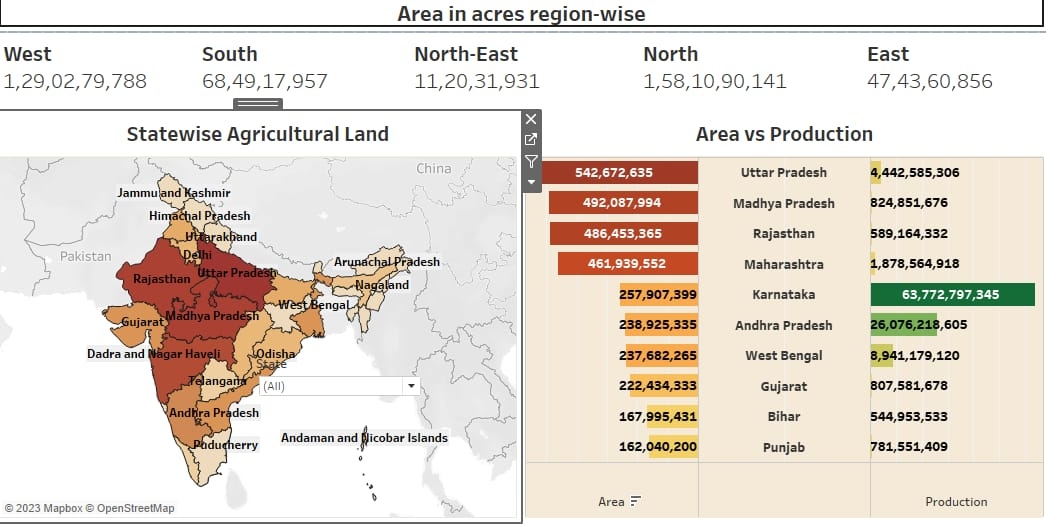 Area in acres region-wise
West South North-East North East
1,29,02,79,788 68,49,17,957 11,20,31,931 1,58,10,90,141 47,43,60,856
Statewise Agricultural Land
China
Jammu and Kashmir
Himachal Pradesh
Uttarakhand
Pakistan
Delhi
Arunachal Pradesh
Rajasthan
Uttar Pradesh
Nagaland
West Bengal
Gujarat
Madhya Pradesh
Dadra and Nagar Haveli
Odisha
State
Telangana
(All)
Andhra Pradesh
Andaman and Nicobar Islands
Puducherry
© 2023 Mapbox © OpenStreetMap
Area vs Production
542,672,635 Uttar Pradesh 4,442,585,306
492,087,994 Madhya Pradesh 824,851,676
486,453,365 Rajasthan 589,164,332
461,939,552 Maharashtra 1,878,564,918
257,907,399 Karnataka 63,772,797,345
238,925,335 Andhra Pradesh 26,076,218,605
237,682,265 West Bengal 8,941,179,120
222,434,333 Gujarat 807,581,678
167,995,431 Bihar 544,953,533
162,040,200 Punjab 781,551,409
Area Production